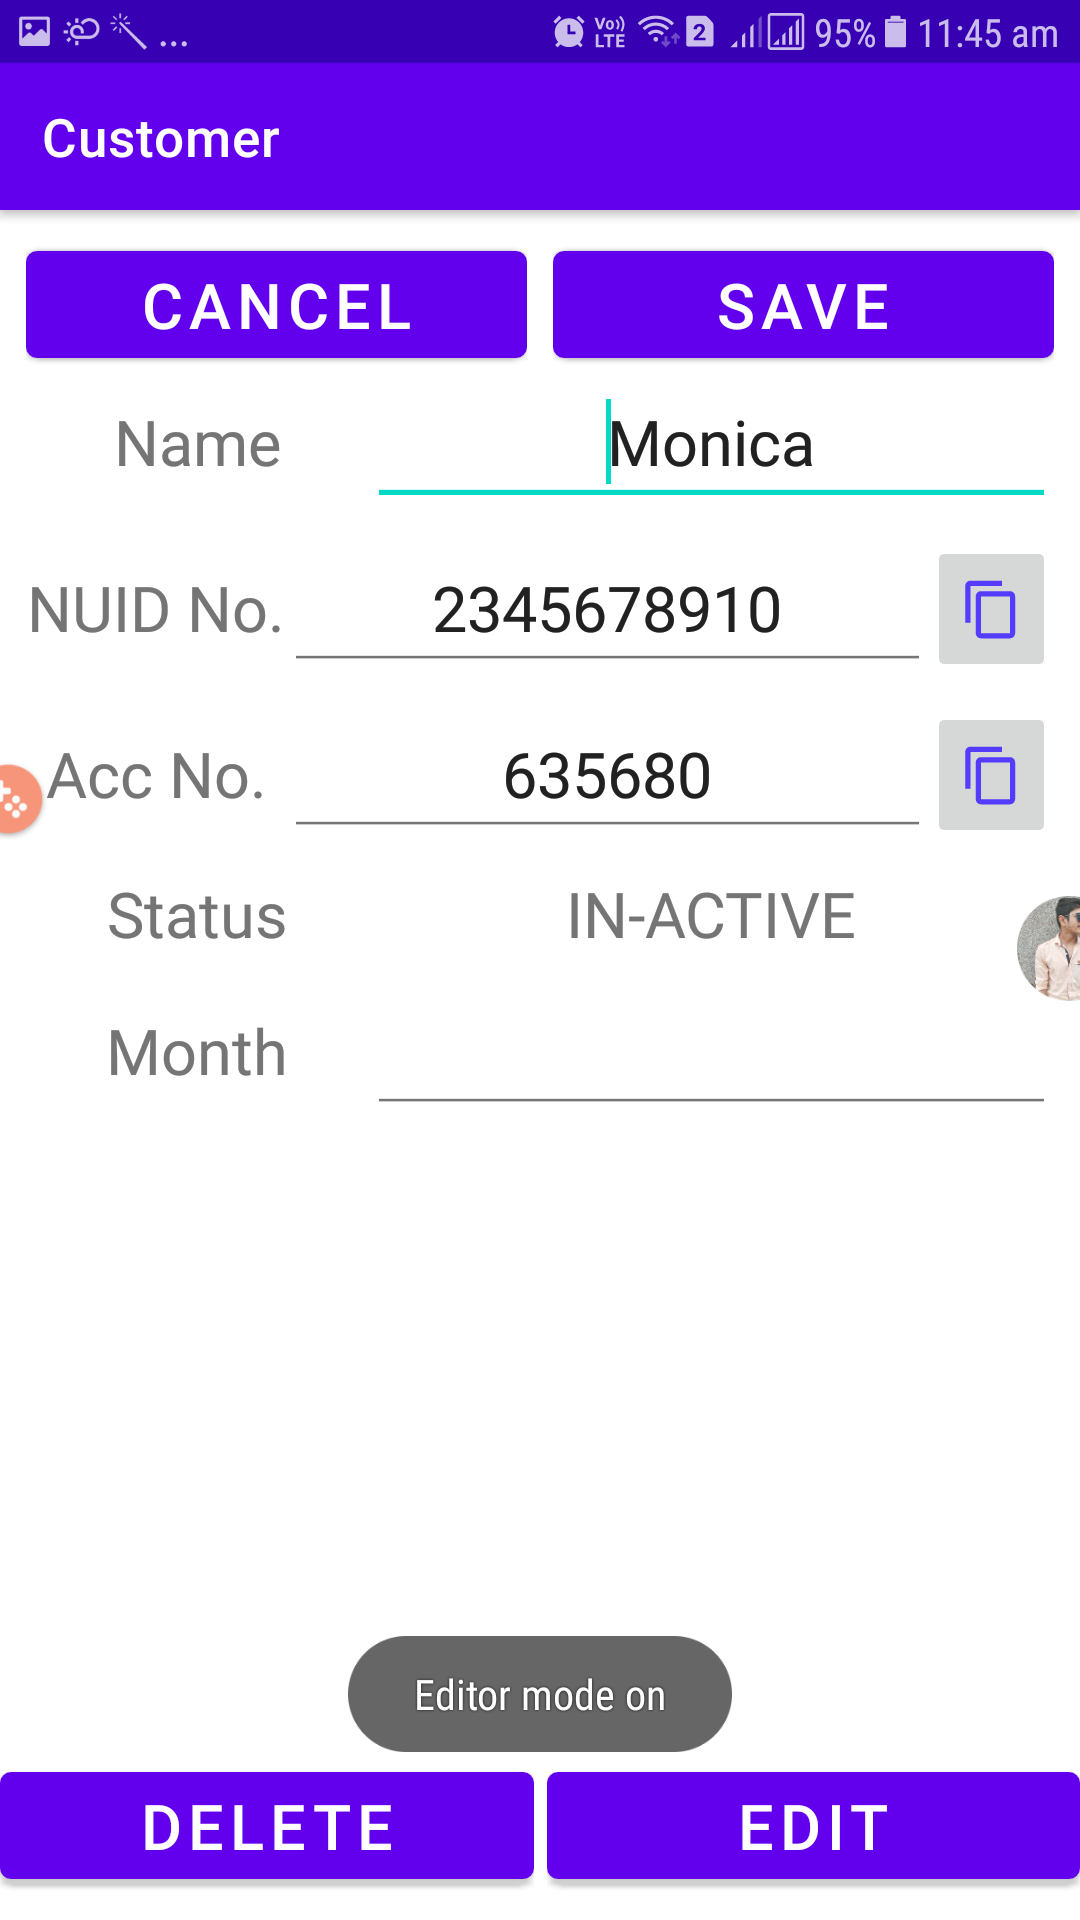 ... Vo)) LTE 2 95% 11:45 am
Customer
CANCEL SAVE
Name Monica
NUID No. 2345678910
Acc No. 635680
Status IN-ACTIVE
Month
Editor mode on
DELETE EDIT